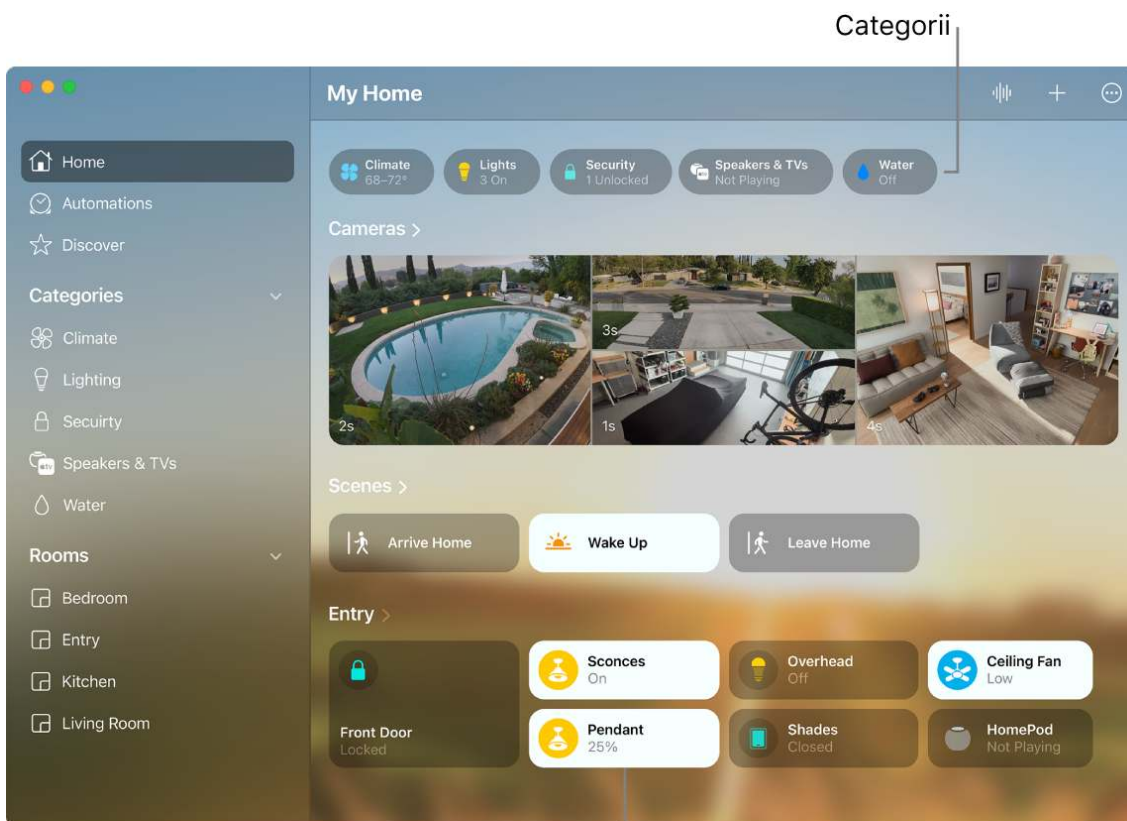 Categorii
My Home
Home
Automations
Discover
Categories
Climate
Lighting
Secuirty
Speakers & TVs
Water
Rooms
Bedroom
Entry
Kitchen
Living Room
Climate
68–72°
Lights
3 On
Security
1 Unlocked
Speakers & TVs
Not Playing
Water
Off
Cameras >
2s
3s
1s
4s
Scenes >
Arrive Home
Wake Up
Leave Home
Entry >
Front Door
Locked
Sconces
On
Overhead
Off
Ceiling Fan
Low
Pendant
25%
Shades
Closed
HomePod
Not Playing